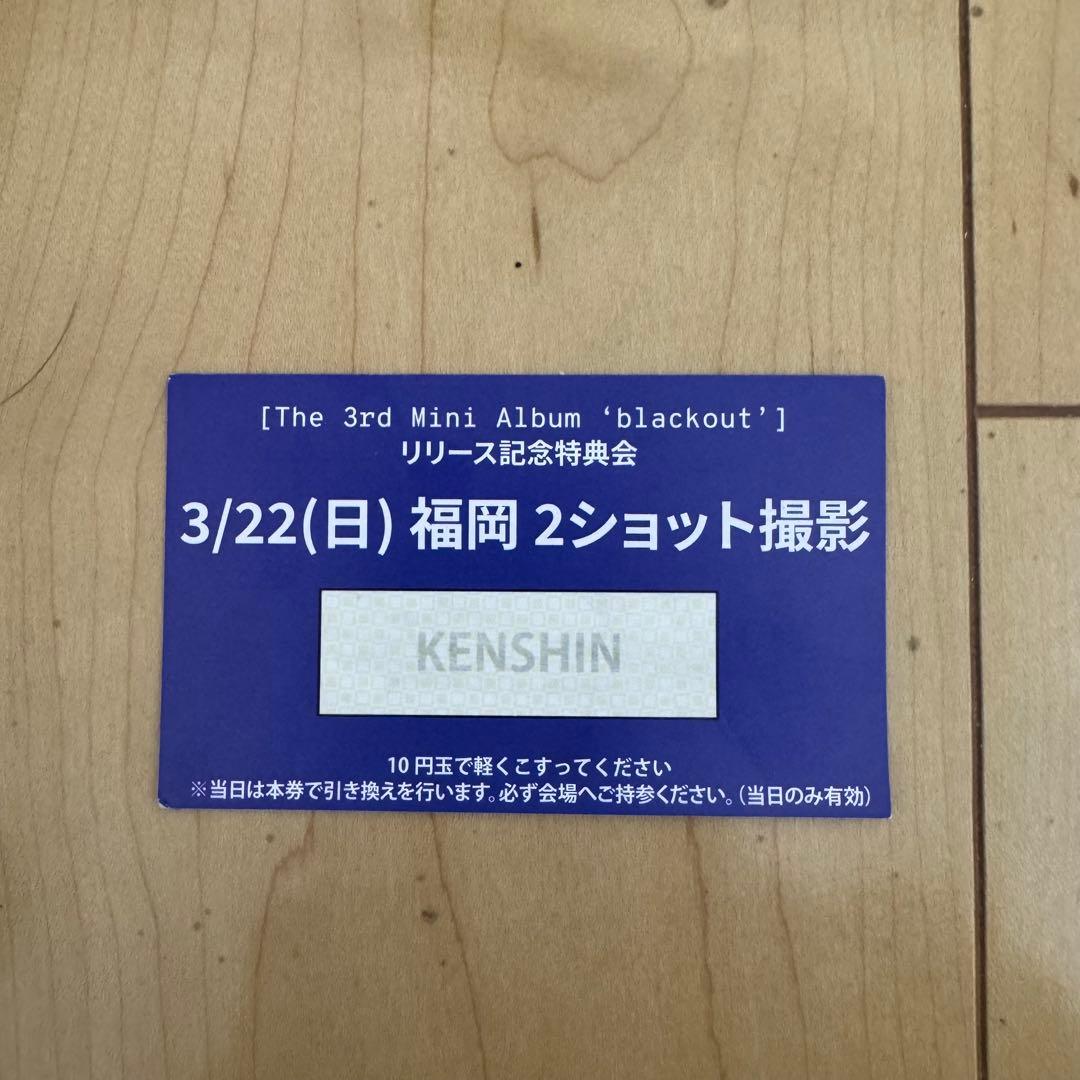 [The 3rd Mini Album ‘blackout’]
リリース記念特典会
3/22(日) 福岡 2ショット撮影
KENSHIN
10円玉で軽くこすってください
※当日は本券で引き換えを行います。必ず会場へご持参ください。(当日のみ有効)